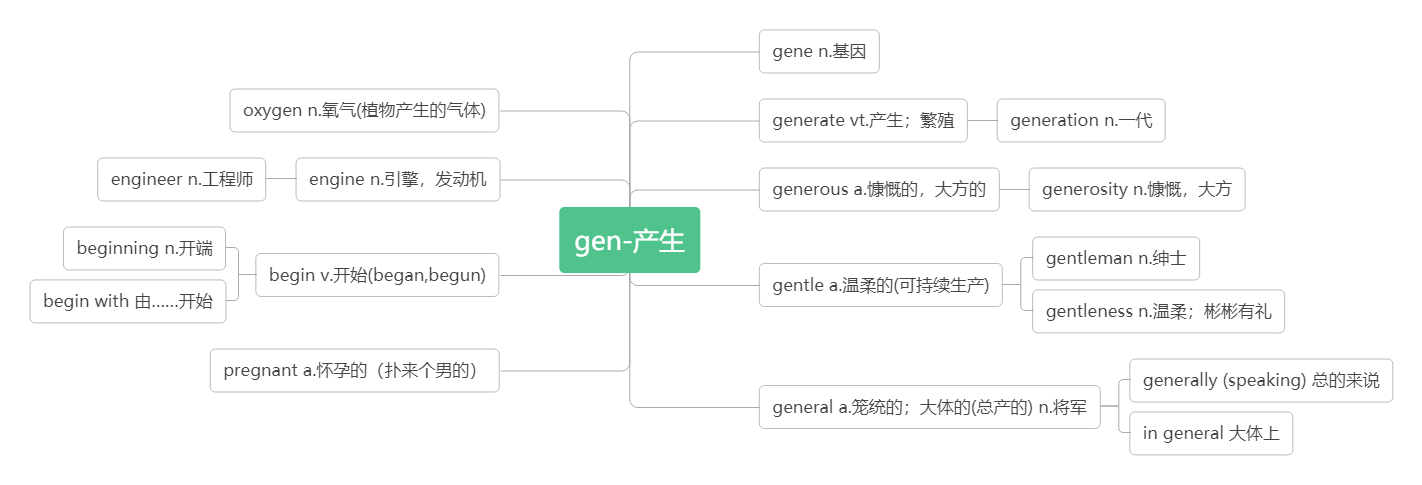 gen-产生
gene n.基因
generate vt.产生；繁殖
generation n.一代
generous a.慷慨的，大方的
generosity n.慷慨，大方
gentle a.温柔的(可持续生产)
gentleman n.绅士
gentleness n.温柔；彬彬有礼
general a.笼统的；大体的(总产的) n.将军
generally (speaking) 总的来说
in general 大体上
oxygen n.氧气(植物产生的气体)
engine n.引擎，发动机
engineer n.工程师
begin v.开始(began,begun)
beginning n.开端
begin with 由……开始
pregnant a.怀孕的（扑来个男的）